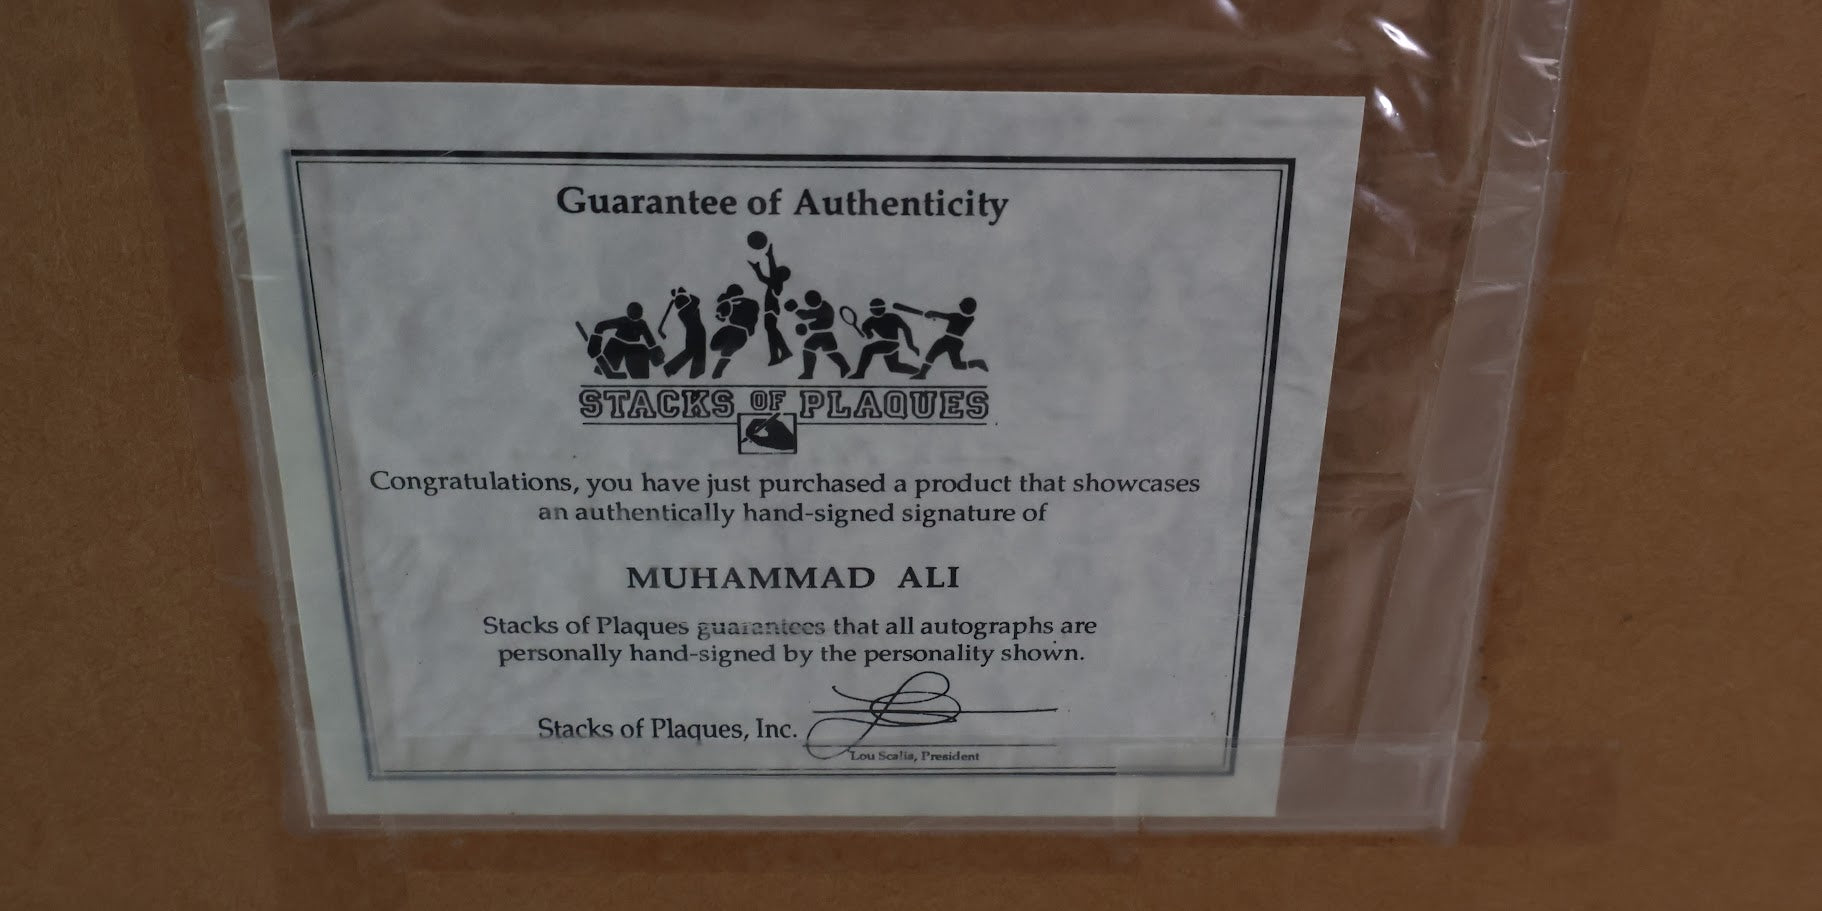 Guarantee of Authenticity
STACKS OF PLAQUES
Congratulations, you have just purchased a product that showcases
an authentically hand-signed signature of
MUHAMMAD ALI
Stacks of Plaques guarantees that all autographs are
personally hand-signed by the personality shown.
Stacks of Plaques, Inc.
Lou Scalia, President